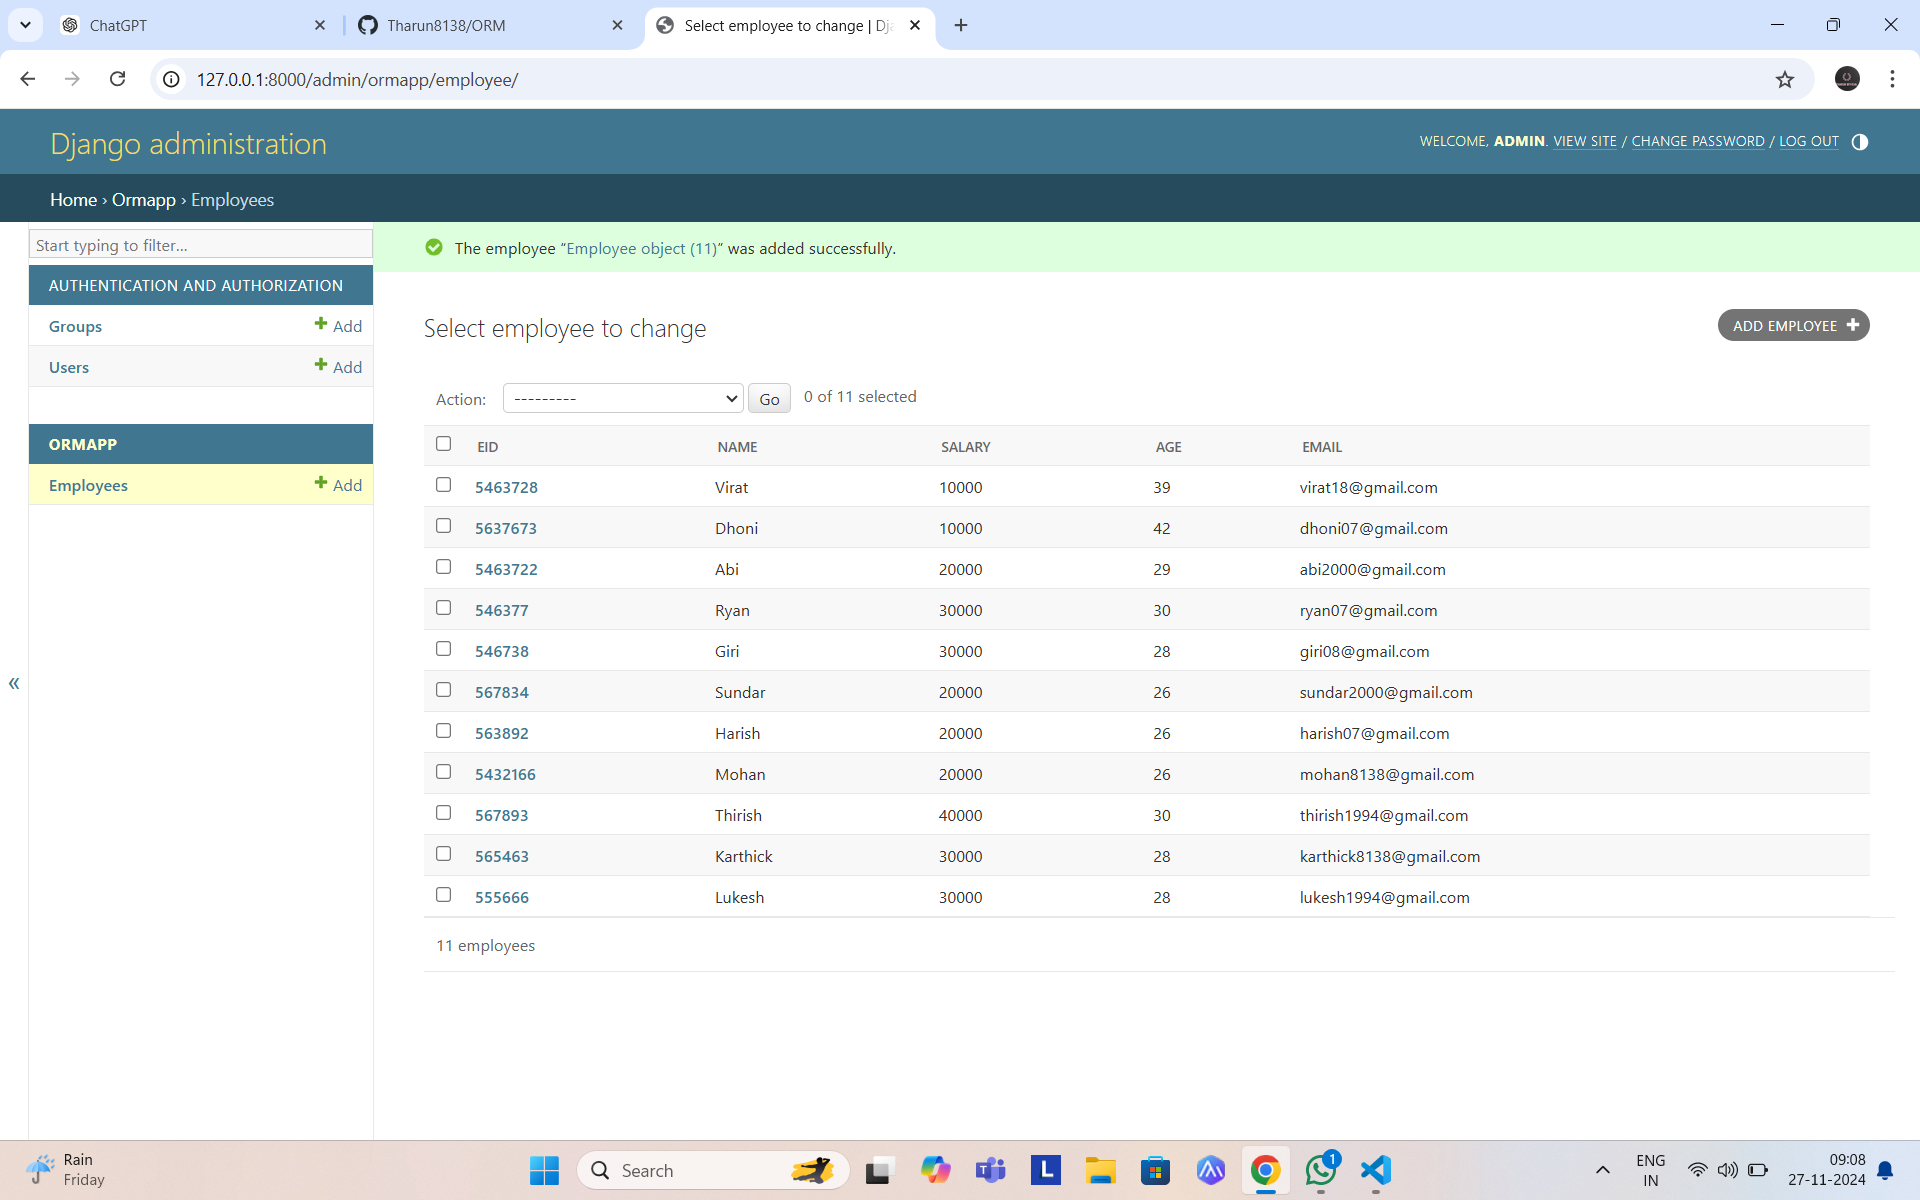 ChatGPT
Tharun8138/ORM
Select employee to change | Dja
127.0.0.1:8000/admin/ormapp/employee/
Django administration
WELCOME, ADMIN. VIEW SITE / CHANGE PASSWORD / LOG OUT
Home › Ormapp › Employees
Start typing to filter...
The employee “Employee object (11)” was added successfully.
AUTHENTICATION AND AUTHORIZATION
Groups Add
Users Add
ORMAPP
Employees Add
Select employee to change
ADD EMPLOYEE
Action: --------- Go 0 of 11 selected
EID NAME SALARY AGE EMAIL
5463728 Virat 10000 39 virat18@gmail.com
5637673 Dhoni 10000 42 dhoni07@gmail.com
5463722 Abi 20000 29 abi2000@gmail.com
546377 Ryan 30000 30 ryan07@gmail.com
546738 Giri 30000 28 giri08@gmail.com
567834 Sundar 20000 26 sundar2000@gmail.com
563892 Harish 20000 26 harish07@gmail.com
5432166 Mohan 20000 26 mohan8138@gmail.com
567893 Thirish 40000 30 thirish1994@gmail.com
565463 Karthick 30000 28 karthick8138@gmail.com
555666 Lukesh 30000 28 lukesh1994@gmail.com
11 employees
«
Rain
Friday
Search
L
1
ENG
IN
09:08
27-11-2024